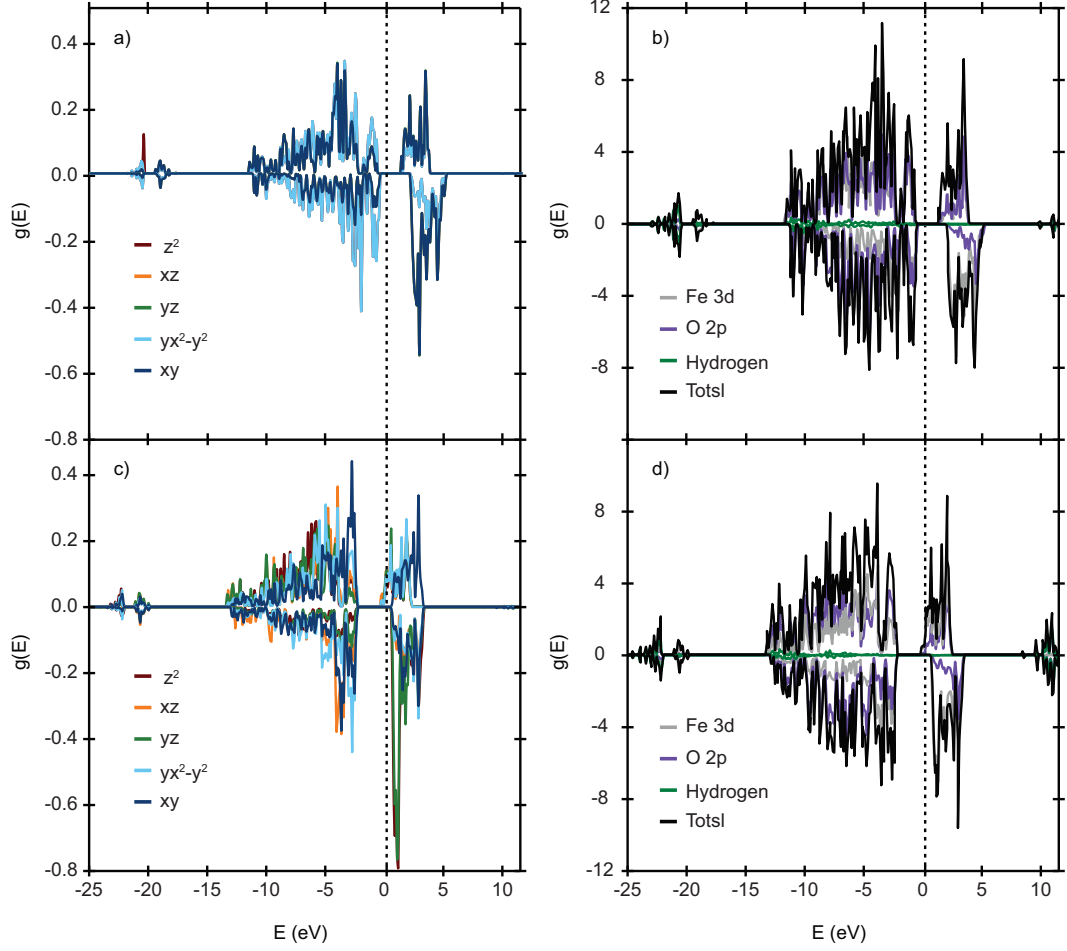 a)
0.4
0.2
0.0
-0.2
-0.4
-0.6
-0.8
g(E)
z²
xz
yz
yx²-y²
xy
b)
12
8
4
0
-4
-8
g(E)
Fe 3d
O 2p
Hydrogen
Totsl
c)
0.4
0.2
0.0
-0.2
-0.4
-0.6
-0.8
g(E)
z²
xz
yz
yx²-y²
xy
-25 -20 -15 -10 -5 0 5 10
E (eV)
d)
8
4
0
-4
-8
-12
g(E)
Fe 3d
O 2p
Hydrogen
Totsl
-25 -20 -15 -10 -5 0 5 10
E (eV)